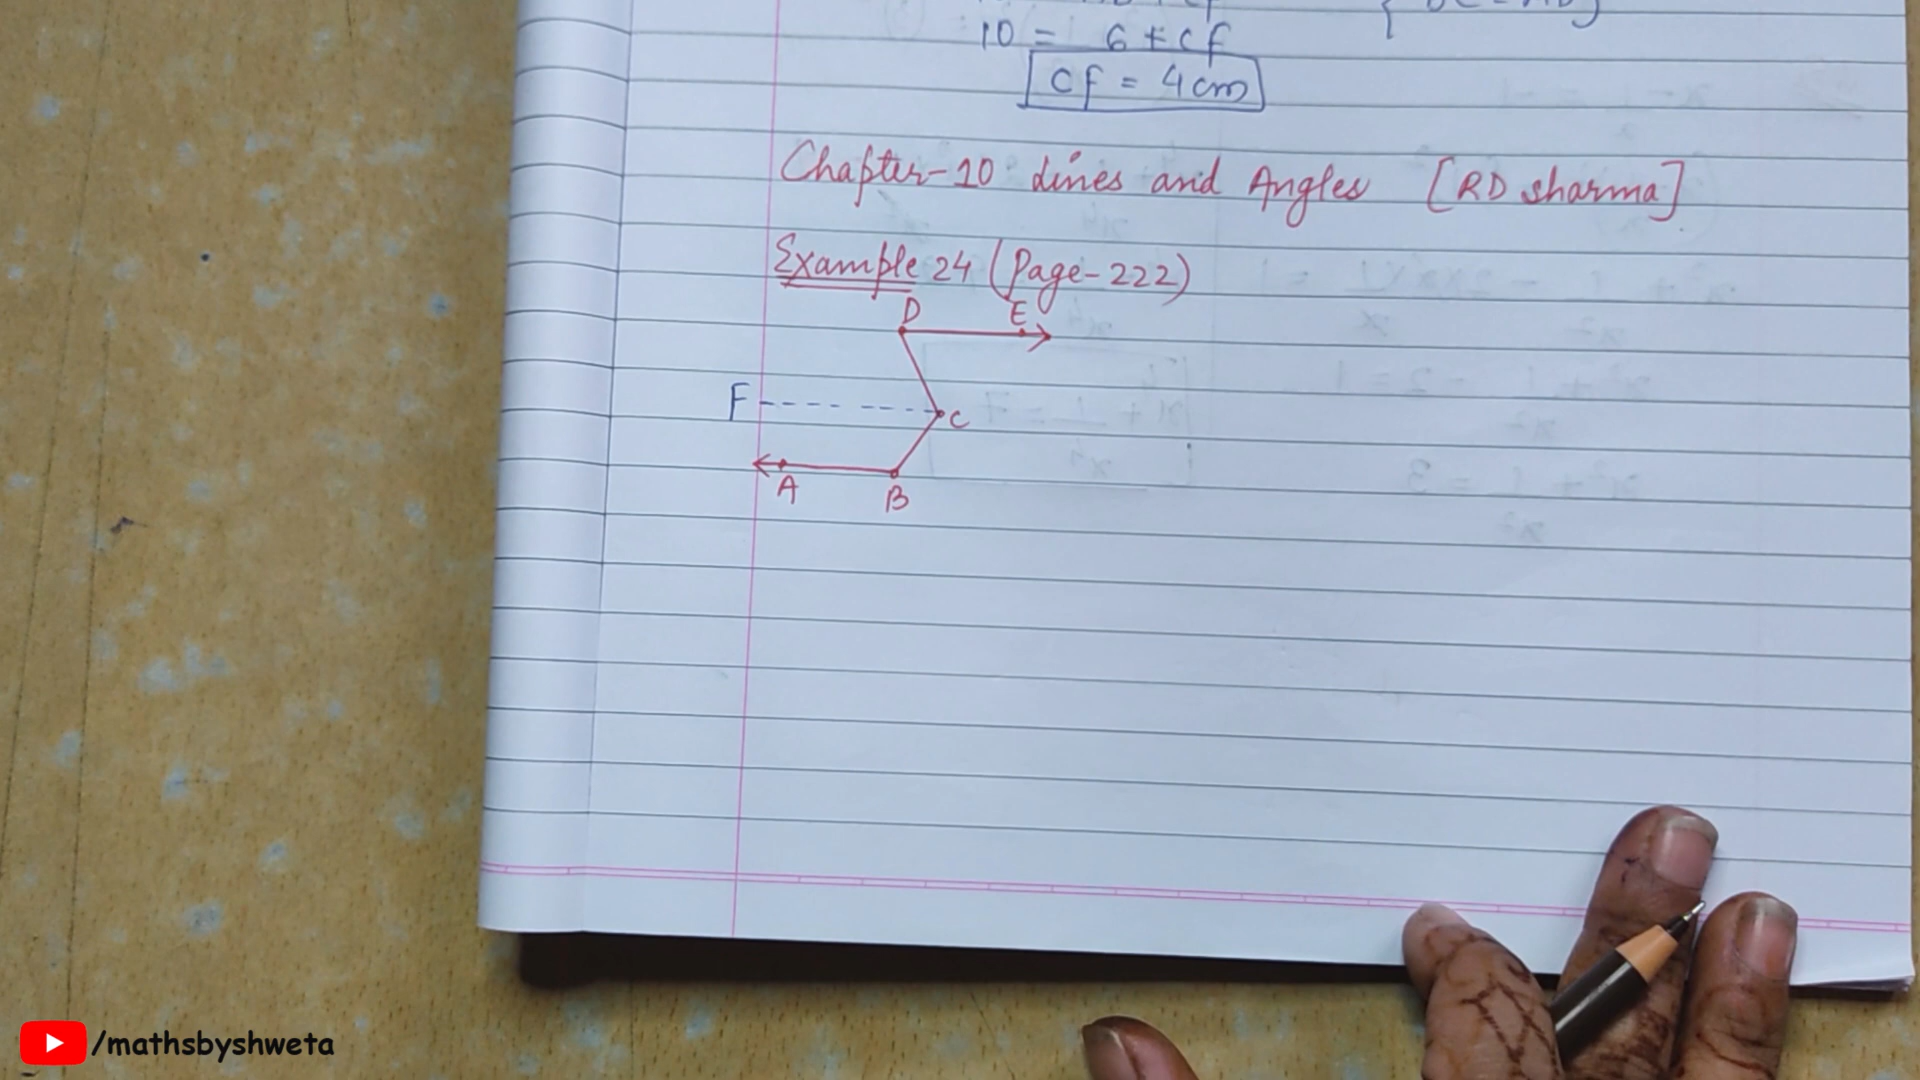 10 = 6 + CF
CF = 4cm
Chapter-10 Lines and Angles [RD Sharma]
Example 24 (Page-222)
D E
F
C
A
B
/mathsbyshweta